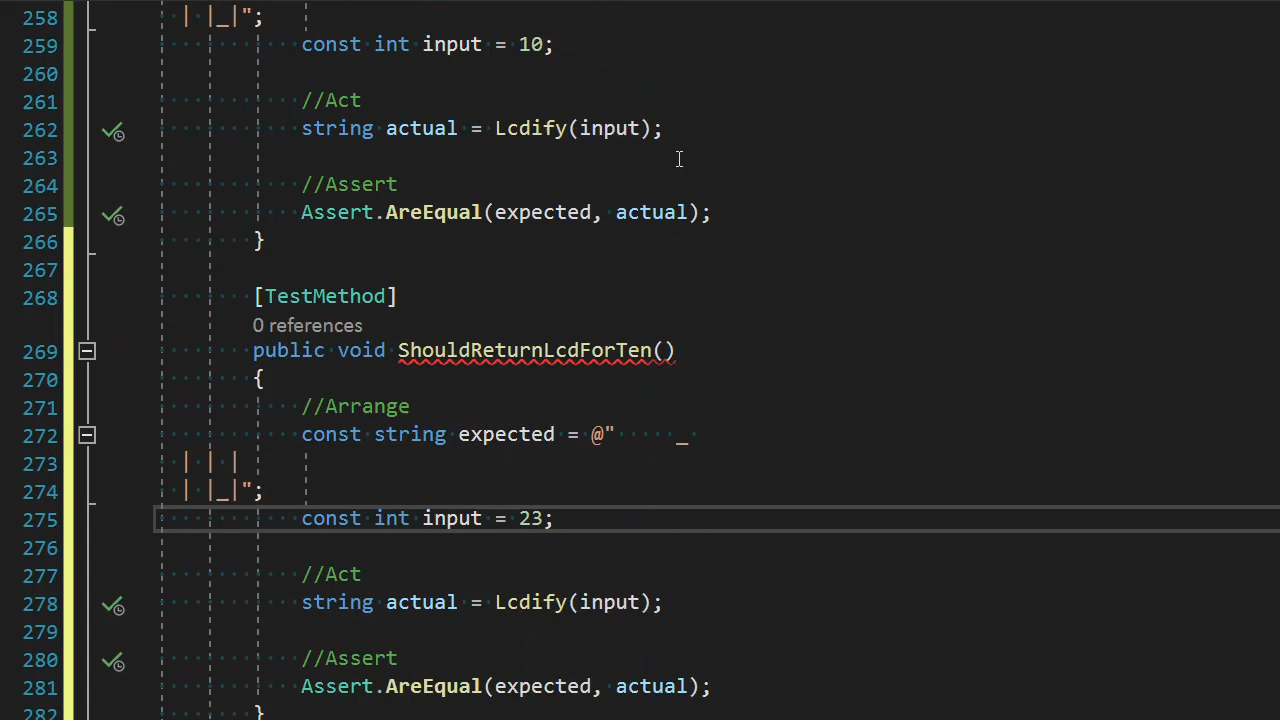 258 | |_|";
259 const int input = 10;
260
261 //Act
262 string actual = Lcdify(input);
263
264 //Assert
265 Assert.AreEqual(expected, actual);
266 }
267
268 [TestMethod]
0 references
269 public void ShouldReturnLcdForTen()
270 {
271 //Arrange
272 const string expected = @"     _ 
273 | | |
274 | |_|";
275 const int input = 23;
276
277 //Act
278 string actual = Lcdify(input);
279
280 //Assert
281 Assert.AreEqual(expected, actual);
282 }